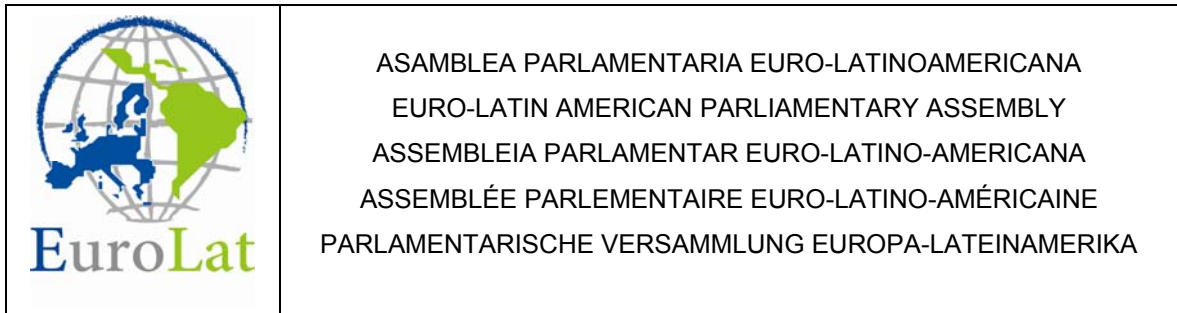 EuroLat
ASAMBLEA PARLAMENTARIA EURO-LATINOAMERICANA
EURO-LATIN AMERICAN PARLIAMENTARY ASSEMBLY
ASSEMBLEIA PARLAMENTAR EURO-LATINO-AMERICANA
ASSEMBLÉE PARLEMENTAIRE EURO-LATINO-AMÉRICAINE
PARLAMENTARISCHE VERSAMMLUNG EUROPA-LATEINAMERIKA